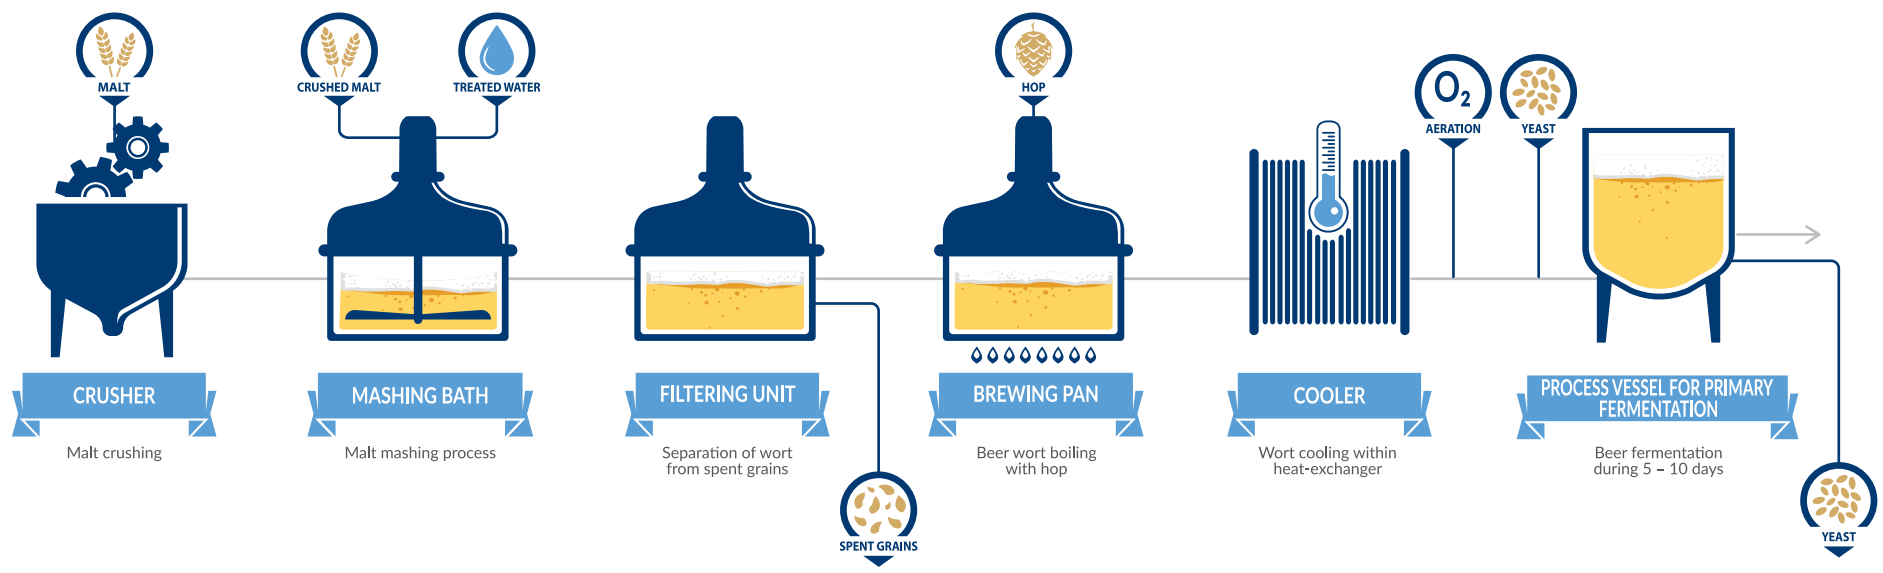 MALT
CRUSHED MALT
TREATED WATER
HOP
O2
AERATION
YEAST
CRUSHER
Malt crushing
MASHING BATH
Malt mashing process
FILTERING UNIT
Separation of wort
from spent grains
SPENT GRAINS
BREWING PAN
Beer wort boiling
with hop
COOLER
Wort cooling within
heat-exchanger
PROCESS VESSEL FOR PRIMARY
FERMENTATION
Beer fermentation
during 5 – 10 days
YEAST